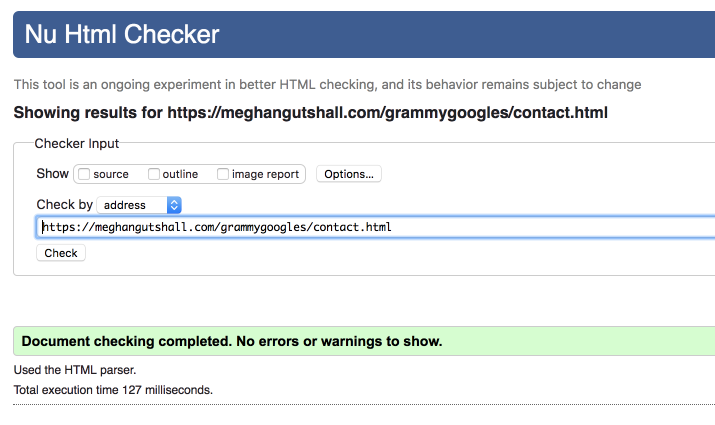 Nu Html Checker
This tool is an ongoing experiment in better HTML checking, and its behavior remains subject to change
Showing results for https://meghangutshall.com/grammygoogles/contact.html
Checker Input
Show source outline image report Options...
Check by address
https://meghangutshall.com/grammygoogles/contact.html
Check
Document checking completed. No errors or warnings to show.
Used the HTML parser.
Total execution time 127 milliseconds.